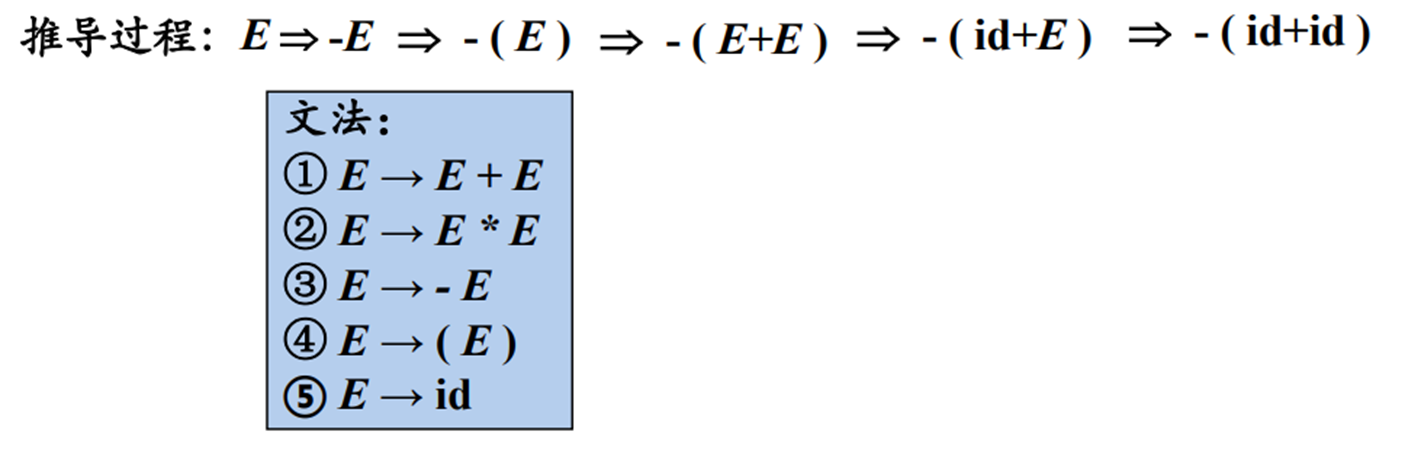 推导过程: E⇒-E ⇒ -(E) ⇒ -(E+E) ⇒ -(id+E) ⇒ -(id+id)
文法:
① E → E + E
② E → E * E
③ E → - E
④ E → ( E )
⑤ E → id